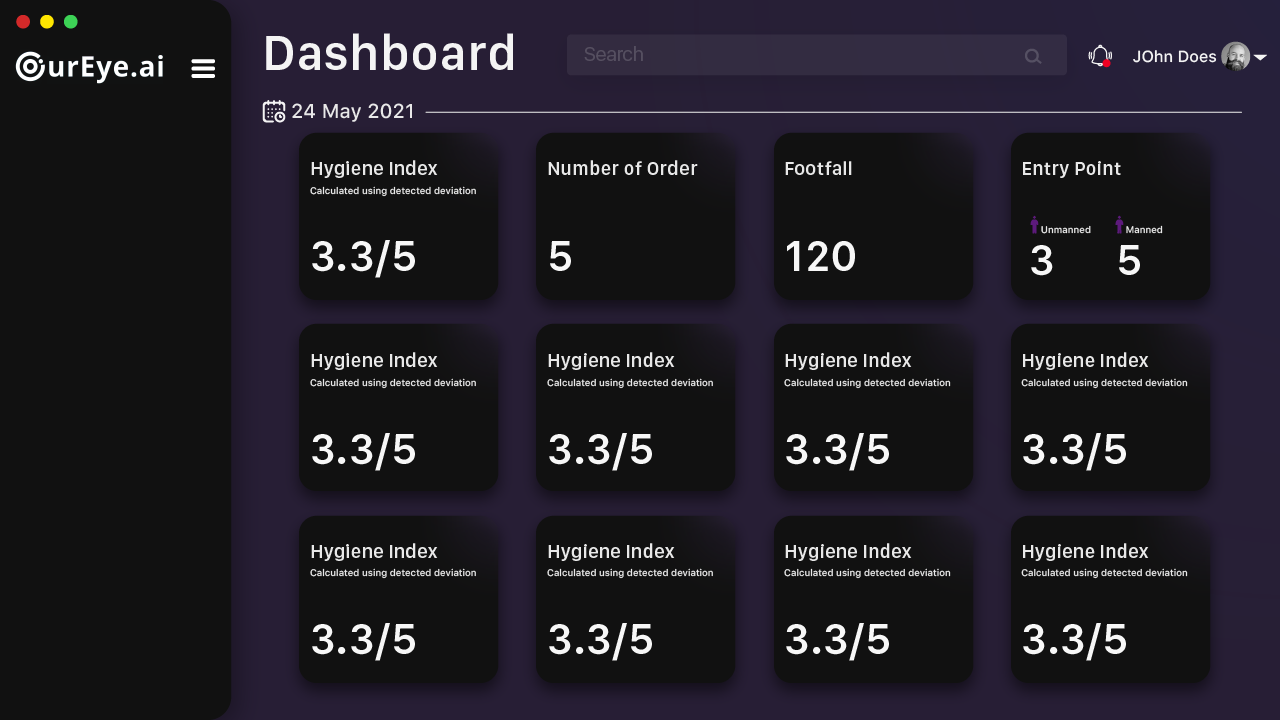 OurEye.ai
Dashboard
Search
JOhn Does
24 May 2021
Hygiene Index
Calculated using detected deviation
3.3/5
Number of Order
5
Footfall
120
Entry Point
Unmanned
3
Manned
5
Hygiene Index
Calculated using detected deviation
3.3/5
Hygiene Index
Calculated using detected deviation
3.3/5
Hygiene Index
Calculated using detected deviation
3.3/5
Hygiene Index
Calculated using detected deviation
3.3/5
Hygiene Index
Calculated using detected deviation
3.3/5
Hygiene Index
Calculated using detected deviation
3.3/5
Hygiene Index
Calculated using detected deviation
3.3/5
Hygiene Index
Calculated using detected deviation
3.3/5